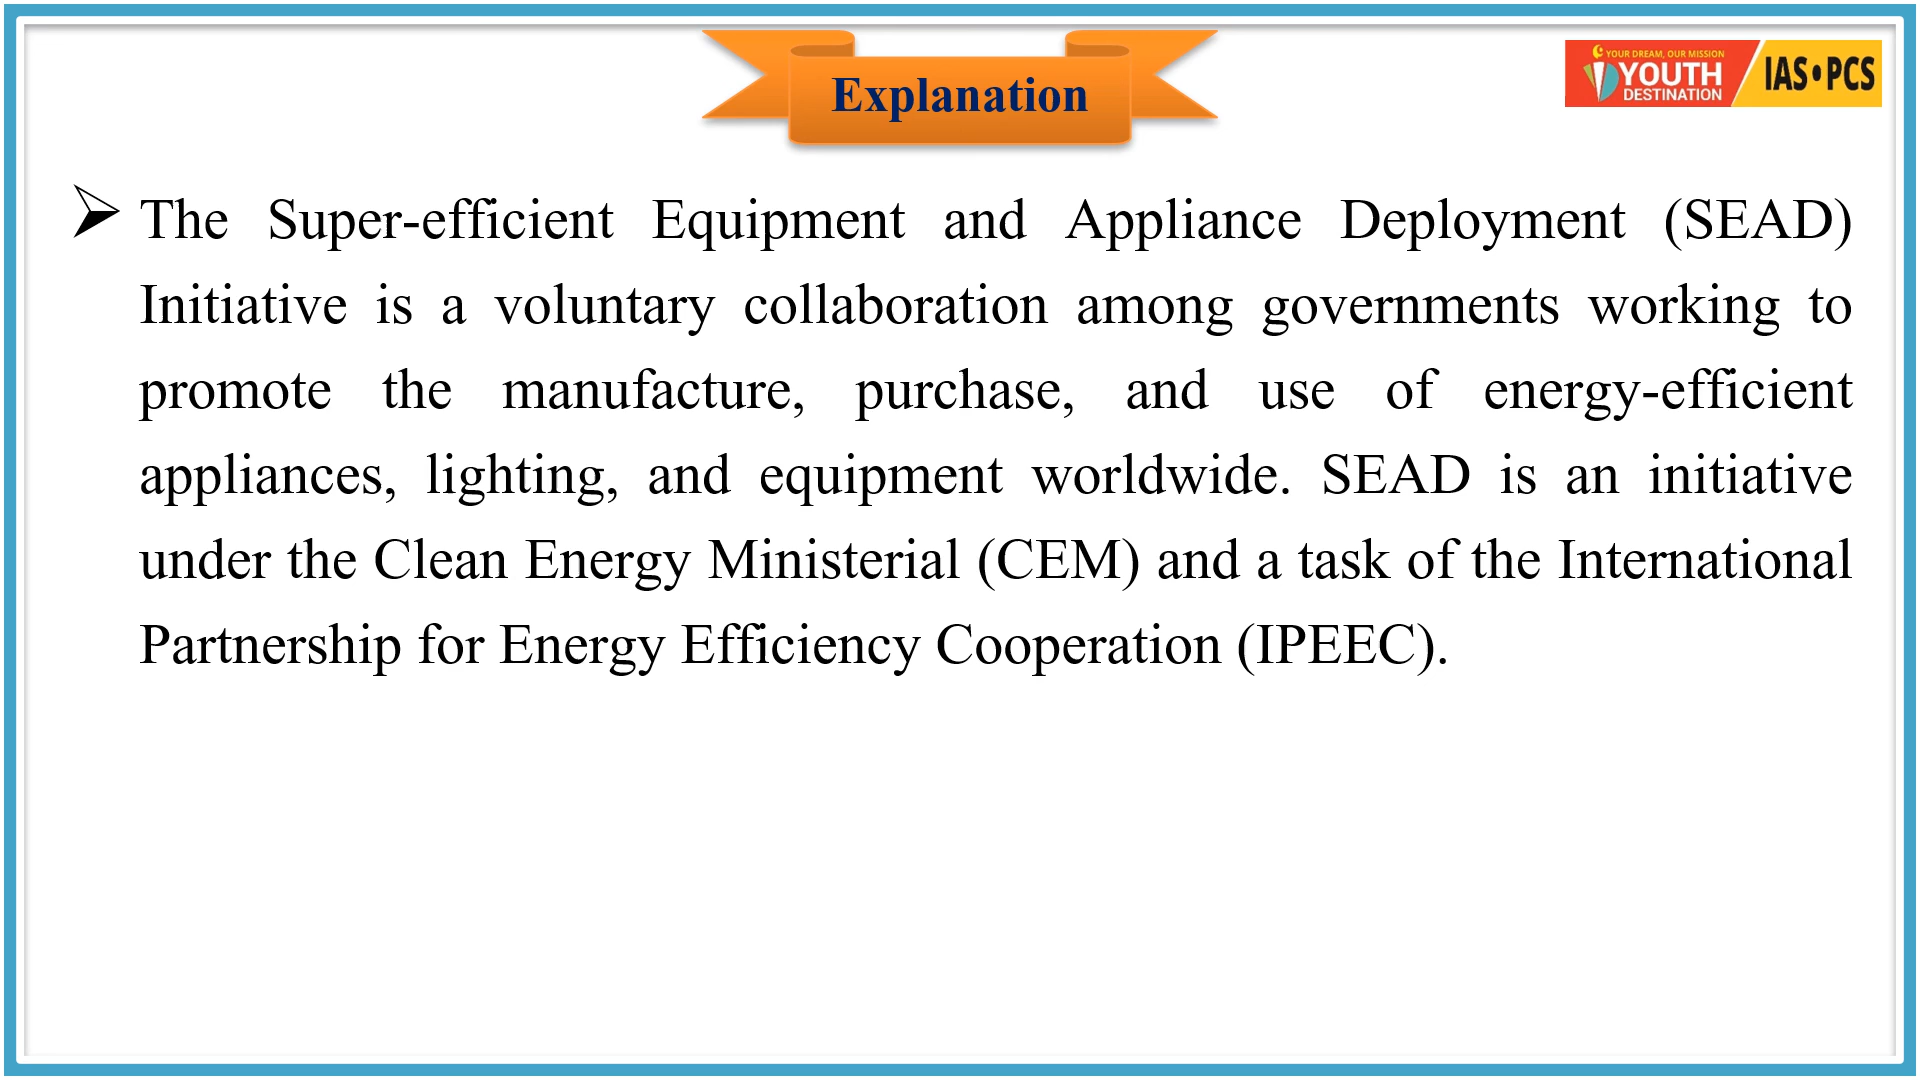 Explanation
YOUR DREAM, OUR MISSION
YOUTH
DESTINATION
IAS•PCS
The Super-efficient Equipment and Appliance Deployment (SEAD)
Initiative is a voluntary collaboration among governments working to
promote the manufacture, purchase, and use of energy-efficient
appliances, lighting, and equipment worldwide. SEAD is an initiative
under the Clean Energy Ministerial (CEM) and a task of the International
Partnership for Energy Efficiency Cooperation (IPEEC).